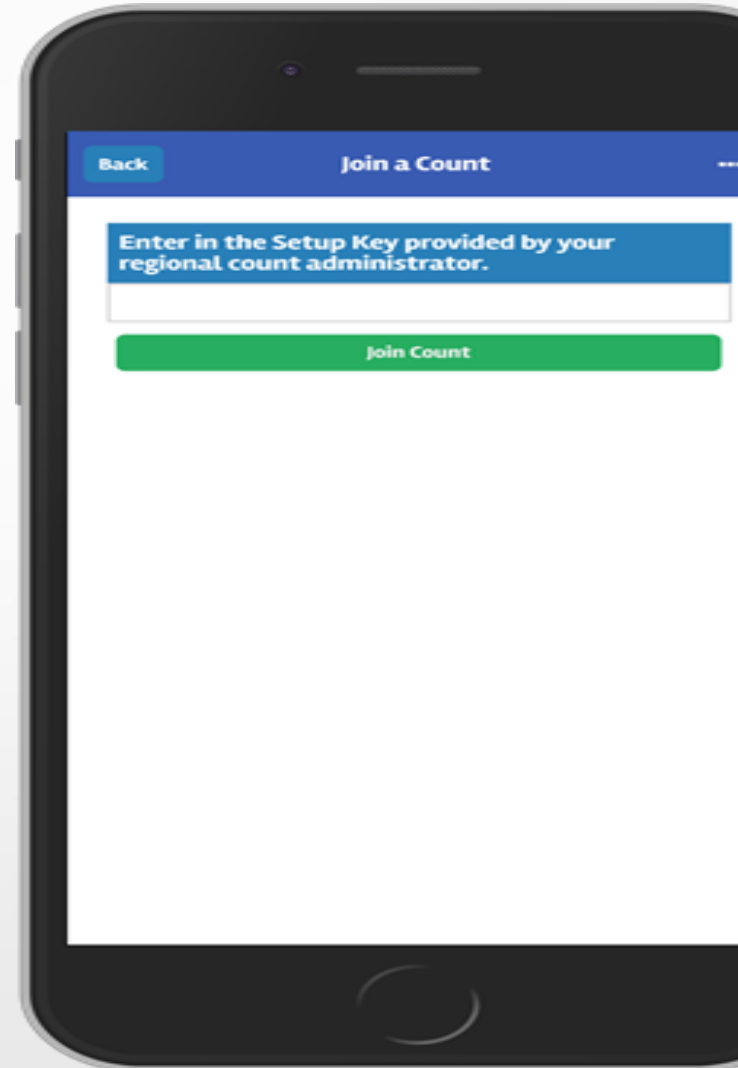 Back
Join a Count
Enter in the Setup Key provided by your
regional count administrator.
Join Count